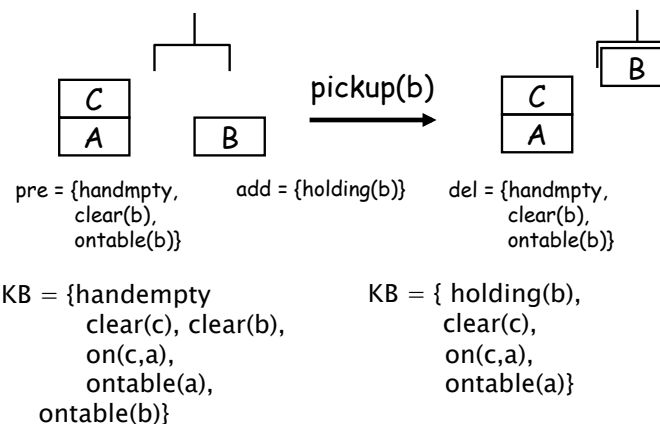 C
A
B
pickup(b)
C
A
B
pre = {handmpty,
clear(b),
ontable(b)}
add = {holding(b)}
del = {handmpty,
clear(b),
ontable(b)}
KB = {handempty
clear(c), clear(b),
on(c,a),
ontable(a),
ontable(b)}
KB = { holding(b),
clear(c),
on(c,a),
ontable(a)}